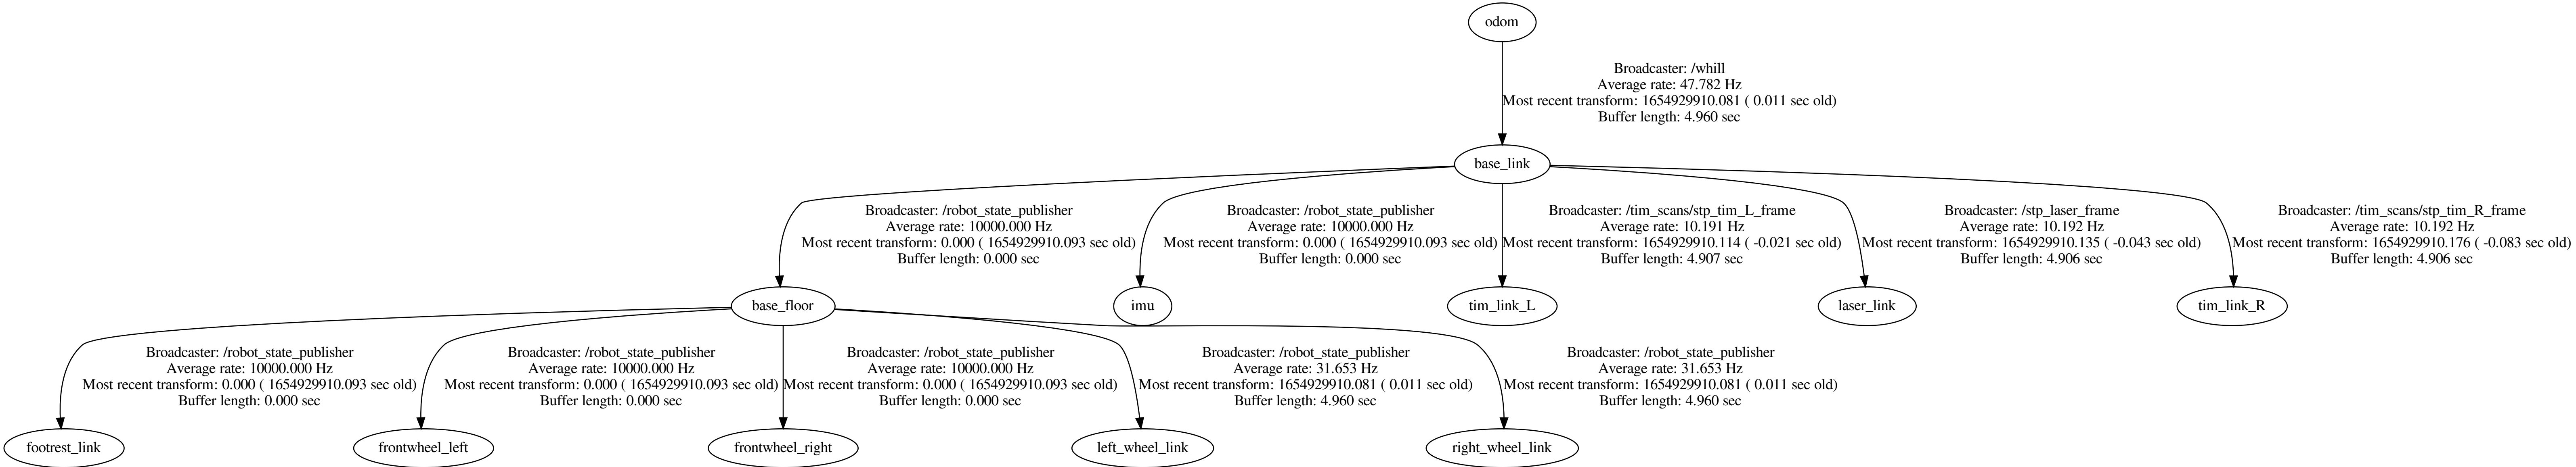 odom
Broadcaster: /whill
Average rate: 47.782 Hz
Most recent transform: 1654929910.081 ( 0.011 sec old)
Buffer length: 4.960 sec
base_link
Broadcaster: /robot_state_publisher
Average rate: 10000.000 Hz
Most recent transform: 0.000 ( 1654929910.093 sec old)
Buffer length: 0.000 sec
Broadcaster: /robot_state_publisher
Average rate: 10000.000 Hz
Most recent transform: 0.000 ( 1654929910.093 sec old)
Buffer length: 0.000 sec
Broadcaster: /tim_scans/stp_tim_L_frame
Average rate: 10.191 Hz
Most recent transform: 1654929910.114 ( -0.021 sec old)
Buffer length: 4.907 sec
Broadcaster: /stp_laser_frame
Average rate: 10.192 Hz
Most recent transform: 1654929910.135 ( -0.043 sec old)
Buffer length: 4.906 sec
Broadcaster: /tim_scans/stp_tim_R_frame
Average rate: 10.192 Hz
Most recent transform: 1654929910.176 ( -0.083 sec old)
Buffer length: 4.906 sec
base_floor
imu
tim_link_L
laser_link
tim_link_R
Broadcaster: /robot_state_publisher
Average rate: 10000.000 Hz
Most recent transform: 0.000 ( 1654929910.093 sec old)
Buffer length: 0.000 sec
Broadcaster: /robot_state_publisher
Average rate: 10000.000 Hz
Most recent transform: 0.000 ( 1654929910.093 sec old)
Buffer length: 0.000 sec
Broadcaster: /robot_state_publisher
Average rate: 10000.000 Hz
Most recent transform: 0.000 ( 1654929910.093 sec old)
Buffer length: 0.000 sec
Broadcaster: /robot_state_publisher
Average rate: 31.653 Hz
Most recent transform: 1654929910.081 ( 0.011 sec old)
Buffer length: 4.960 sec
Broadcaster: /robot_state_publisher
Average rate: 31.653 Hz
Most recent transform: 1654929910.081 ( 0.011 sec old)
Buffer length: 4.960 sec
footrest_link
frontwheel_left
frontwheel_right
left_wheel_link
right_wheel_link